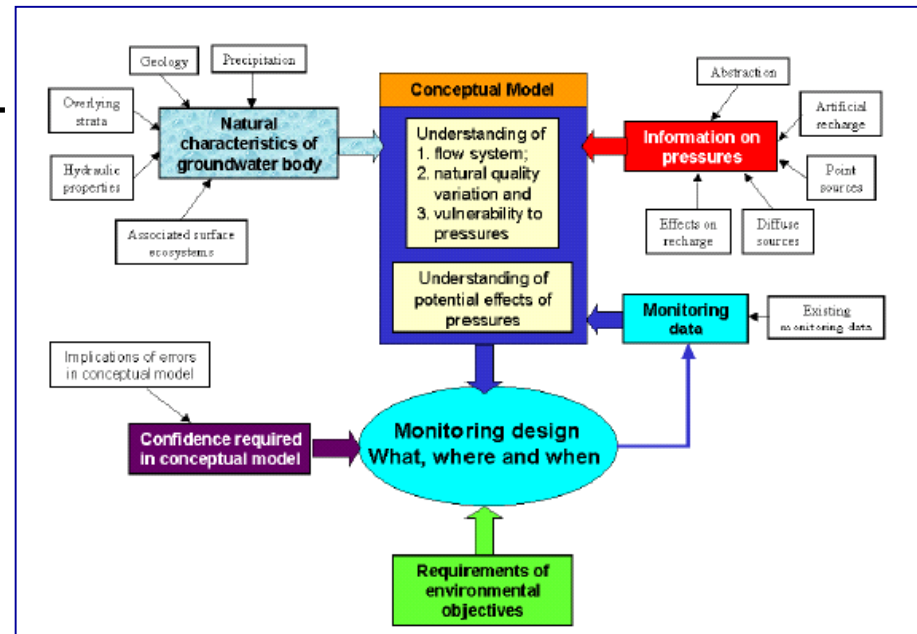 Geology
Precipitation
Overlying
strata
Hydraulic
properties
Associated surface
ecosystems
Natural
characteristics of
groundwater body
Conceptual Model
Understanding of
1. flow system;
2. natural quality
variation and
3. vulnerability to
pressures
Understanding of
potential effects of
pressures
Abstraction
Artificial
recharge
Information on
pressures
Point
sources
Effects on
recharge
Diffuse
sources
Monitoring
data
Existing
monitoring data
Implications of errors
in conceptual model
Confidence required
in conceptual model
Monitoring design
What, where and when
Requirements of
environmental
objectives